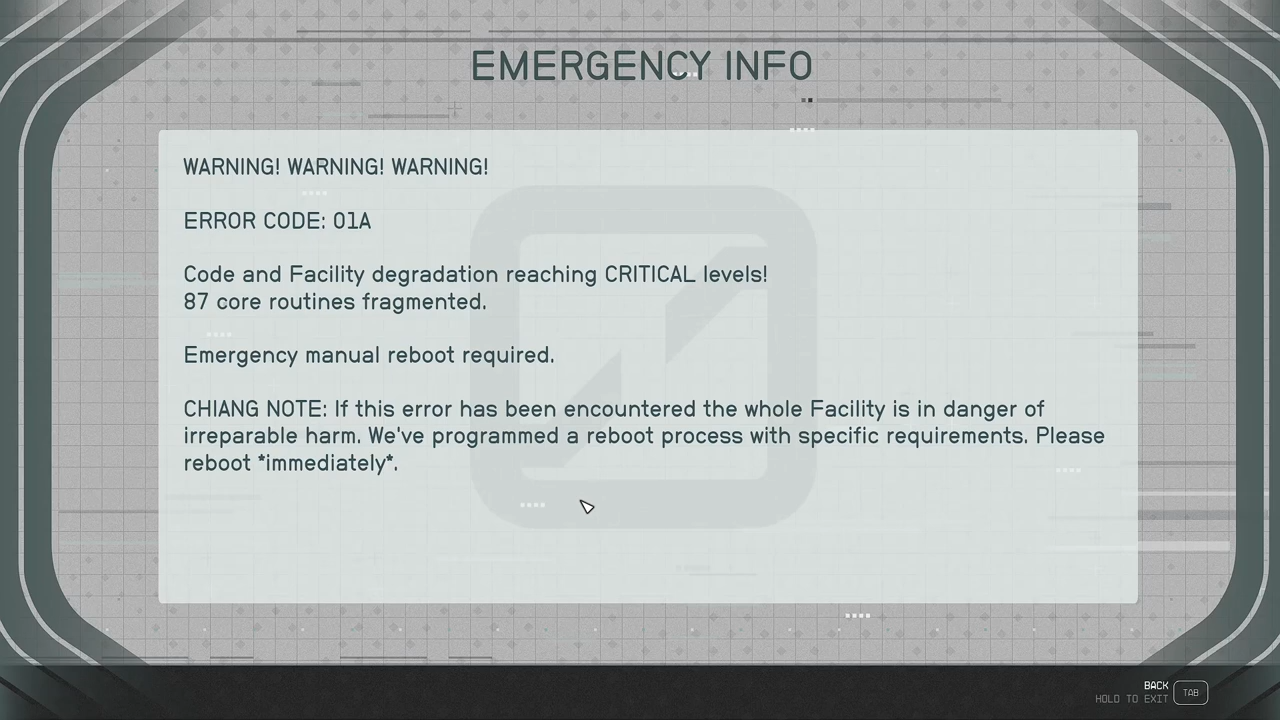 EMERGENCY INFO
WARNING! WARNING! WARNING!
ERROR CODE: 01A
Code and Facility degradation reaching CRITICAL levels!
87 core routines fragmented.
Emergency manual reboot required.
CHIANG NOTE: If this error has been encountered the whole Facility is in danger of
irreparable harm. We've programmed a reboot process with specific requirements. Please
reboot *immediately*.
BACK
HOLD TO EXIT TAB